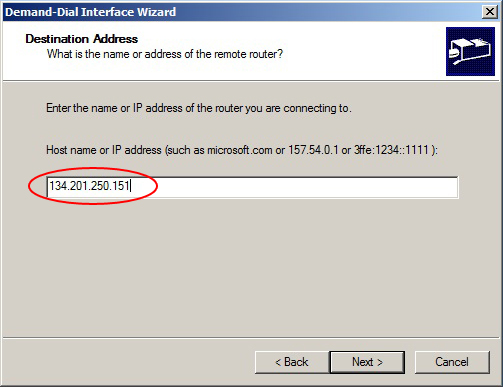 Demand-Dial Interface Wizard
Destination Address
What is the name or address of the remote router?
Enter the name or IP address of the router you are connecting to.
Host name or IP address (such as microsoft.com or 157.54.0.1 or 3ffe:1234::1111 ):
134.201.250.151
< Back
Next >
Cancel